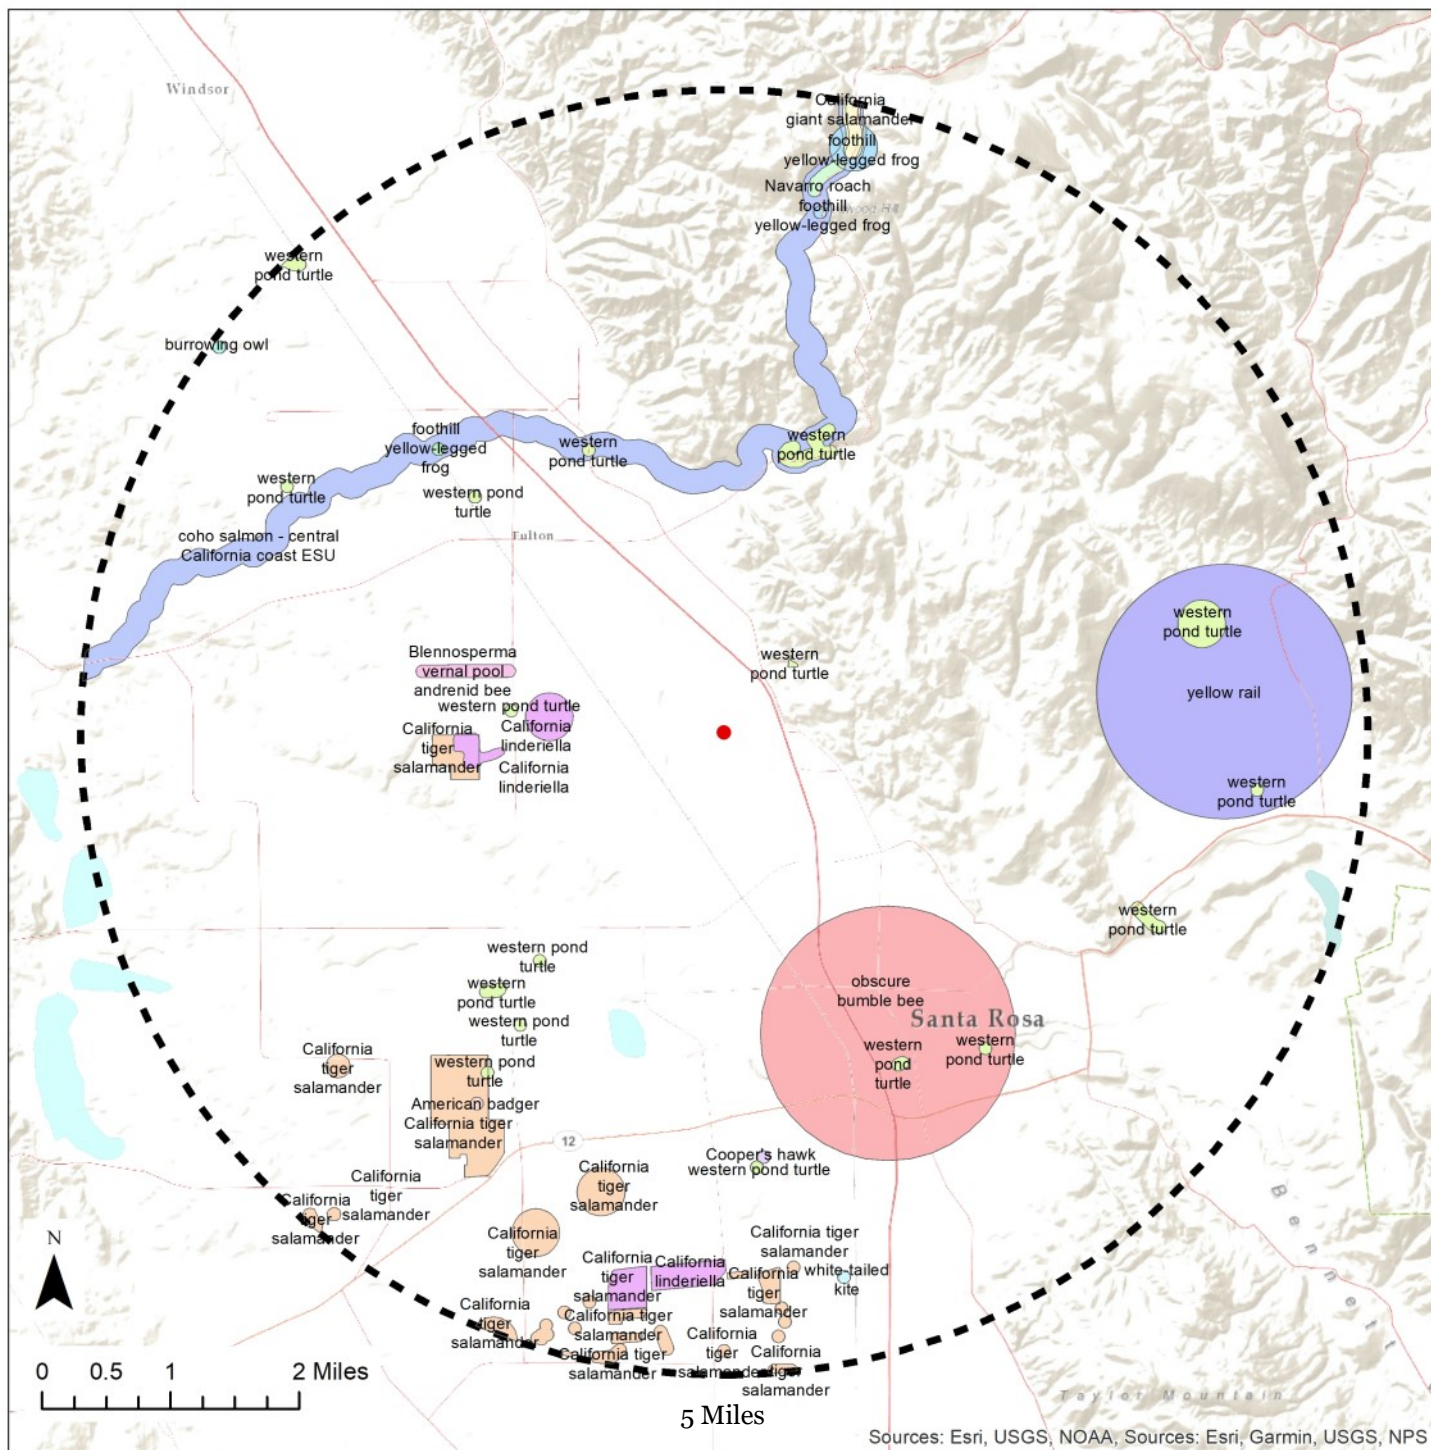 Windsor
California
giant salamander
foothill
yellow-legged frog
Navarro roach
foothill
yellow-legged frog
western
pond turtle
burrowing owl
foothill
yellow-legged
frog
western
pond turtle
western
pond turtle
western
pond turtle
western pond
turtle
coho salmon - central
California coast ESU
Fulton
western
pond turtle
yellow rail
western
pond turtle
Blennosperma
vernal pool
andrenid bee
western
pond turtle
western pond turtle
California
linderiella
California
tiger
salamander
California
linderiella
western
pond turtle
western pond
turtle
western
pond turtle
western pond
turtle
obscure
bumble bee
Santa Rosa
western
pond
turtle
western
pond turtle
California
tiger
salamander
western pond
turtle
American badger
California tiger
salamander
12
Cooper's hawk
western pond turtle
California
tiger
salamander
California
tiger
salamander
California
tiger
salamander
California
tiger
salamander
California
tiger
salamander
California
linderiella
California tiger
salamander
white-tailed
kite
California
tiger
salamander
California
tiger
salamander
California tiger
salamander
California tiger
salamander
California
tiger
salamander
California
tiger
salamander
N
0 0.5 1 2 Miles
5 Miles
Bennett
Taylor Mountain
Sources: Esri, USGS, NOAA, Sources: Esri, Garmin, USGS, NPS